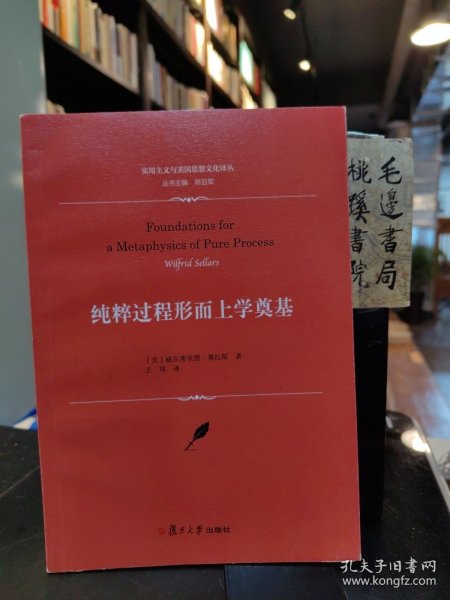 实用主义与美国思想文化译丛
丛书主编 陈亚军
Foundations for
a Metaphysics of Pure Process
Wilfrid Sellars
纯粹过程形而上学奠基
[美]威尔弗里德·塞拉斯 著
王玮 译
復旦大學出版社
毛邊書局
桃蹊書院
孔夫子旧书网
www.kongfz.com